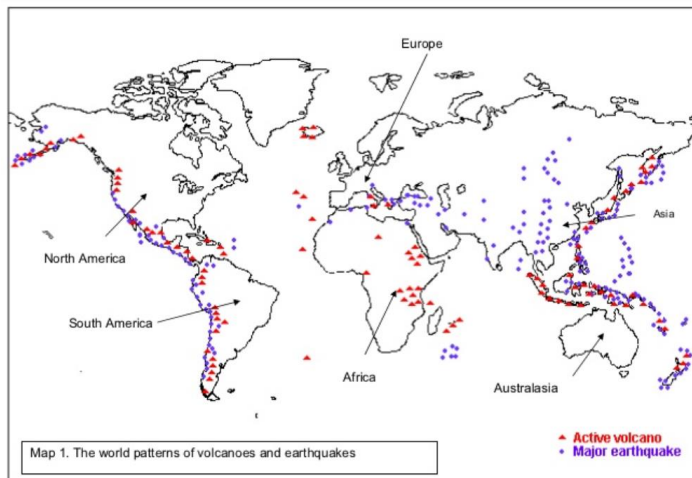 Europe
Asia
North America
South America
Africa
Australasia
Active volcano
Major earthquake
Map 1. The world patterns of volcanoes and earthquakes